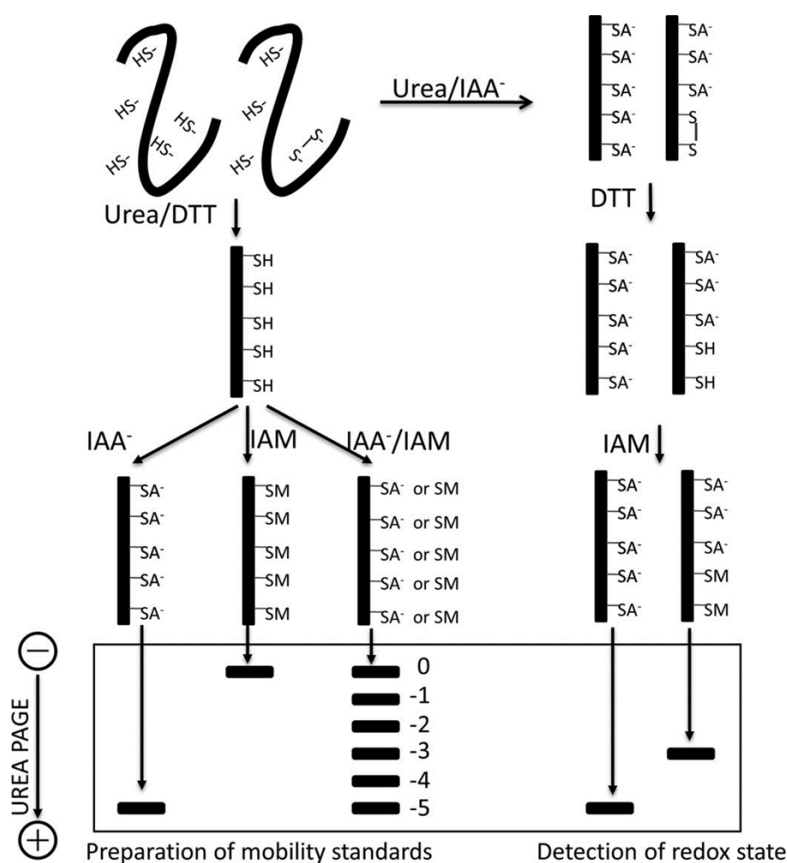 HS-
HS-
HS-
HS-
HS-
HS-
HS-
HS-
S-
S-
Urea/IAA-
SA-
SA-
SA-
SA-
SA-
SA-
SA-
SA-
S
S
Urea/DTT
DTT
SH
SH
SH
SH
SH
SA-
SA-
SA-
SA-
SA-
SA-
SA-
SA-
SH
SH
IAA-
IAM
IAA-/IAM
IAM
SA-
SA-
SA-
SA-
SA-
SM
SM
SM
SM
SM
SA- or SM
SA- or SM
SA- or SM
SA- or SM
SA- or SM
SA-
SA-
SA-
SA-
SA-
SA-
SA-
SA-
SM
SM
−
UREA PAGE
+
0
-1
-2
-3
-4
-5
Preparation of mobility standards
Detection of redox state